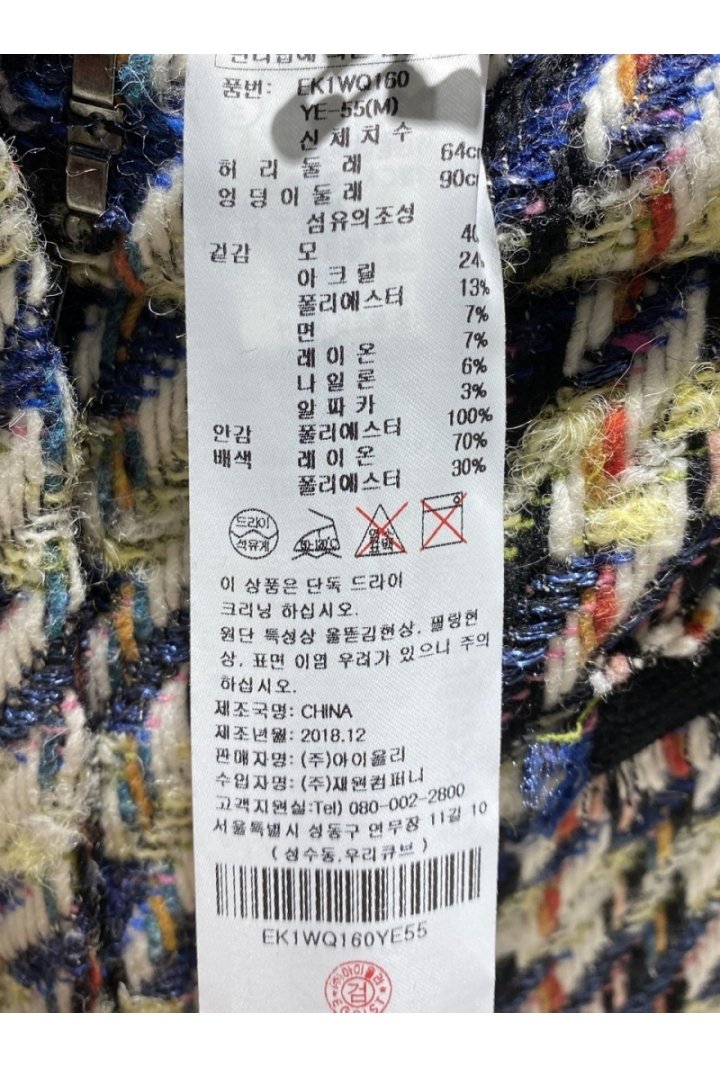 품번: EK1WQ160
YE-55(M)
신체치수
허리둘레 64cm
엉덩이둘레 90cm
섬유의조성
겉감 모 40
아크릴 24
폴리에스터 13%
면 7%
레이온 7%
나일론 6%
알파카 3%
안감 폴리에스터 100%
배색 레이온 70%
폴리에스터 30%
드라이
석유계
이 상품은 단독 드라이
크리닝 하십시오.
원단 특성상 올뜯김현상, 필링현
상, 표면 이염 우려가 있으니 주의
하십시오.
제조국명: CHINA
제조년월: 2018.12
판매자명: (주)아이올리
수입자명: (주)재원컴퍼니
고객지원실:Tel) 080-002-2800
서울특별시 성동구 연무장 11길 10
(성수동,우리큐브)
EK1WQ160YE55
(주)아이올리
검
EGOIST